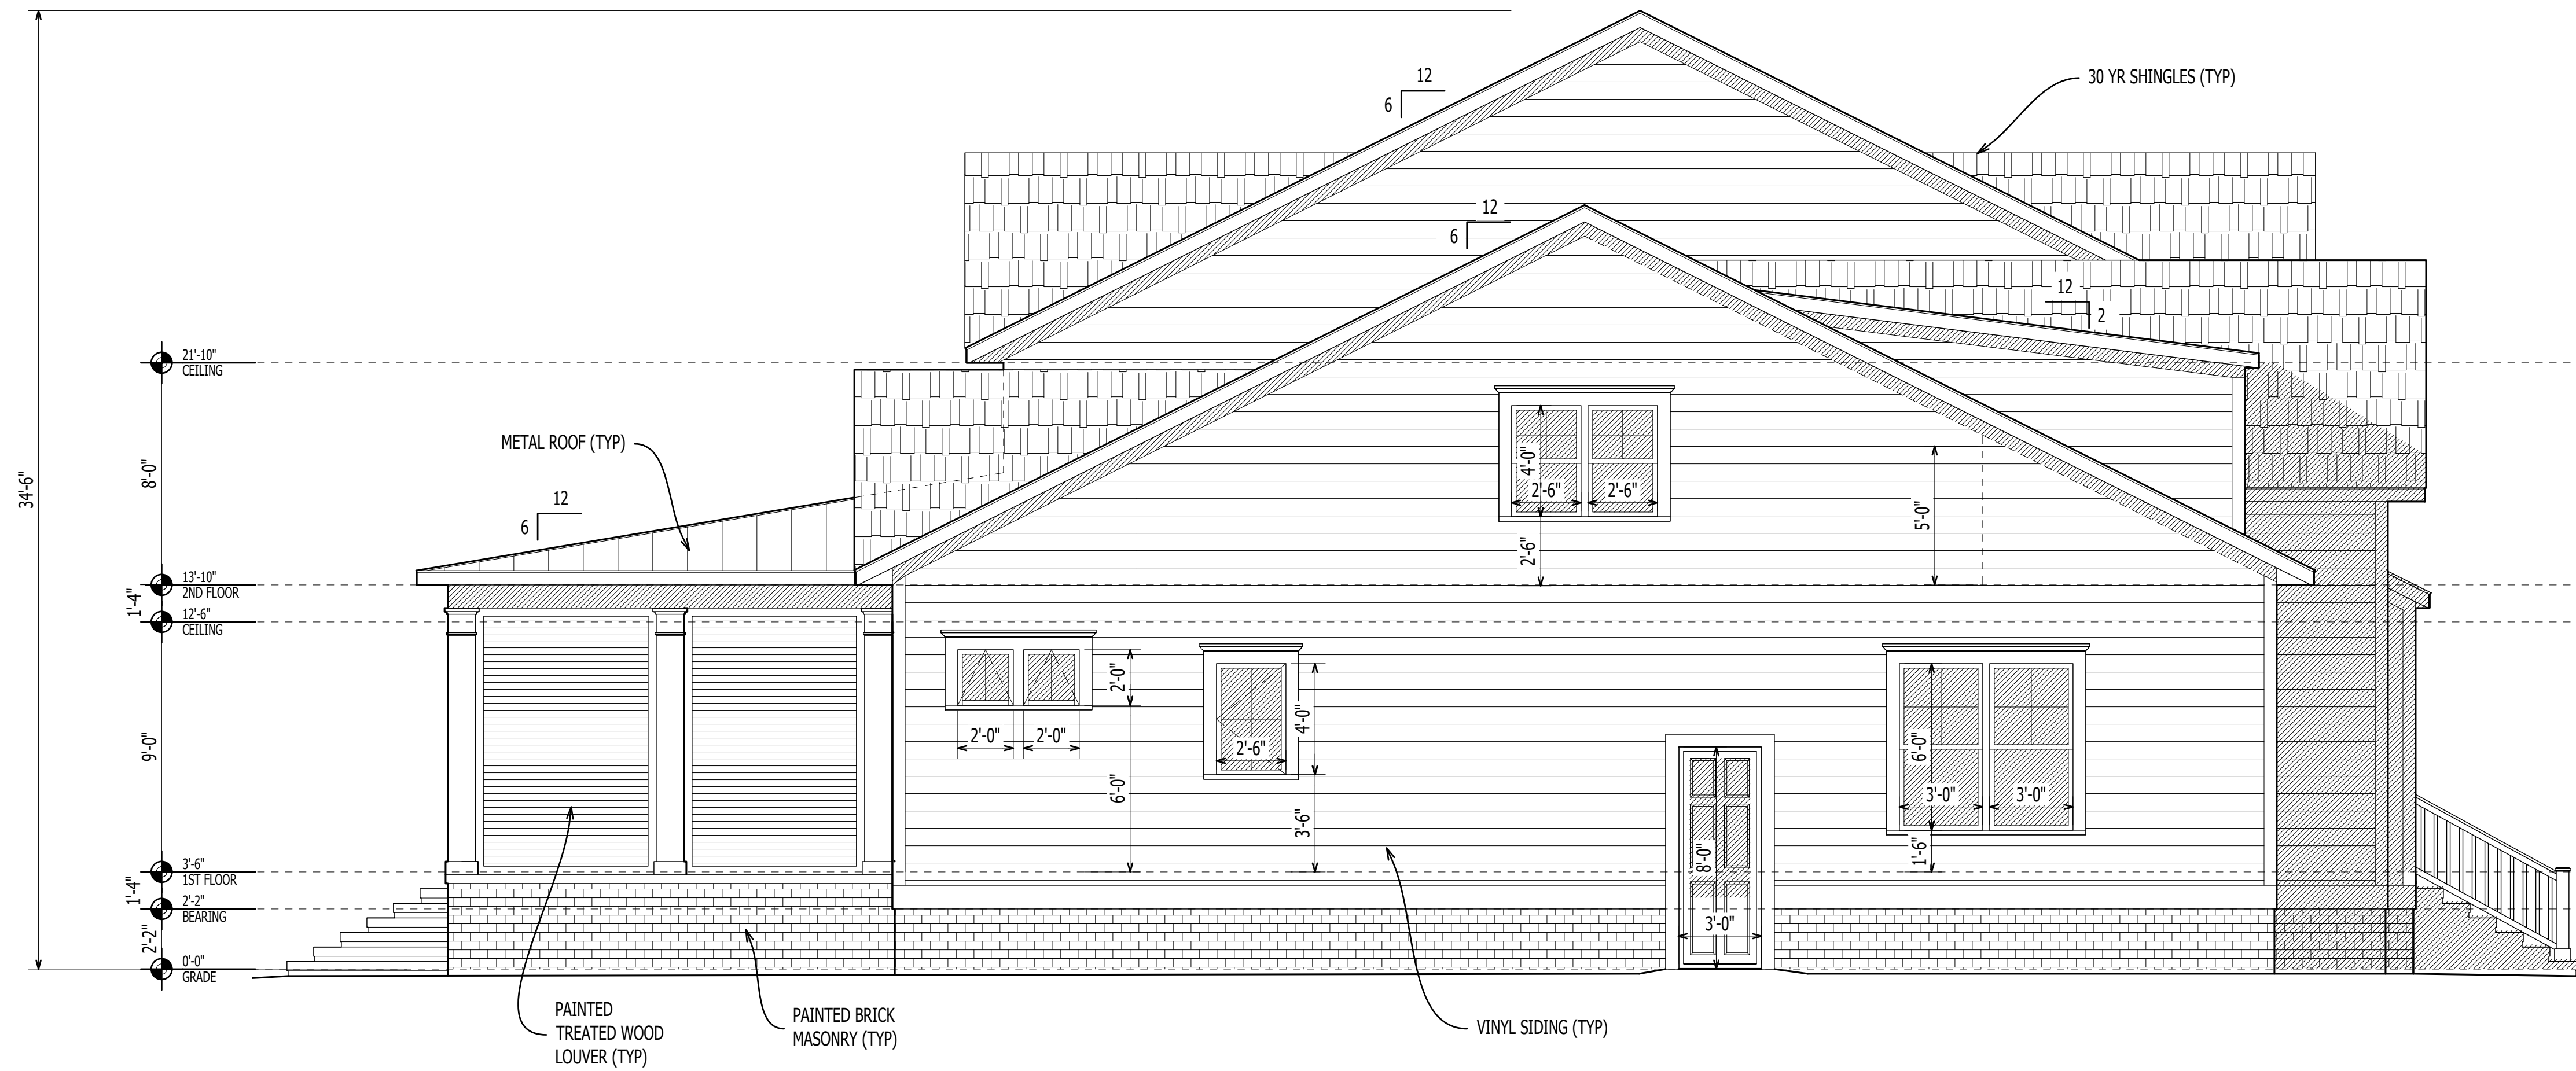 12
6
30 YR SHINGLES (TYP)
12
6
12
2
21'-10"
CEILING
METAL ROOF (TYP)
34'-6"
8'-0"
12
6
4'-0"
2'-6"
2'-6"
2'-6"
5'-0"
13'-10"
2ND FLOOR
1'-4"
12'-6"
CEILING
9'-0"
2'-0"
2'-0"
2'-0"
6'-0"
4'-0"
2'-6"
3'-6"
6'-0"
3'-0"
3'-0"
1'-6"
8'-0"
3'-0"
3'-6"
1ST FLOOR
1'-4"
2'-2"
BEARING
2'-2"
0'-0"
GRADE
PAINTED
TREATED WOOD
LOUVER (TYP)
PAINTED BRICK
MASONRY (TYP)
VINYL SIDING (TYP)